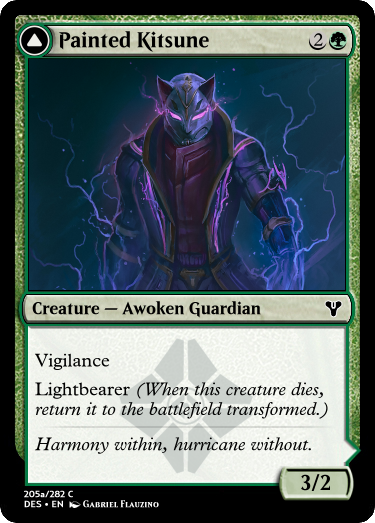 Painted Kitsune 2
Creature — Awoken Guardian
Vigilance
Lightbearer (When this creature dies,
return it to the battlefield transformed.)
Harmony within, hurricane without.
3/2
205a/282 C
DES • EN Gabriel Flauzino